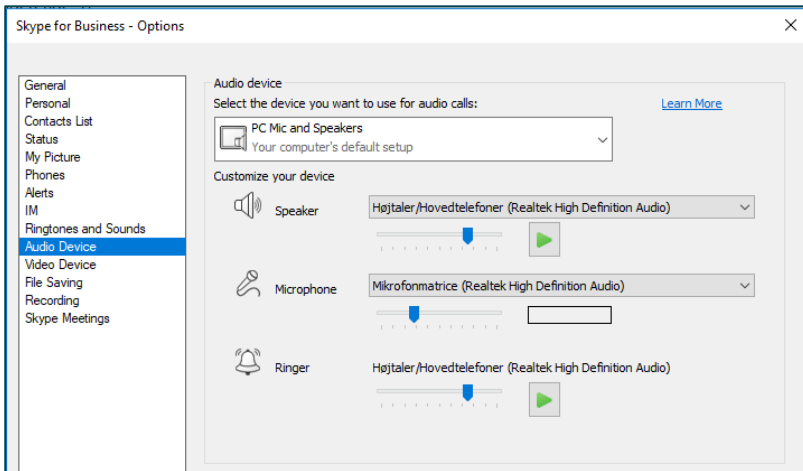 Skype for Business - Options
General
Personal
Contacts List
Status
My Picture
Phones
Alerts
IM
Ringtones and Sounds
Audio Device
Video Device
File Saving
Recording
Skype Meetings
Audio device
Select the device you want to use for audio calls:
Learn More
PC Mic and Speakers
Your computer's default setup
Customize your device
Speaker
Højtaler/Hovedtelefoner (Realtek High Definition Audio)
Microphone
Mikrofonmatrice (Realtek High Definition Audio)
Ringer
Højtaler/Hovedtelefoner (Realtek High Definition Audio)